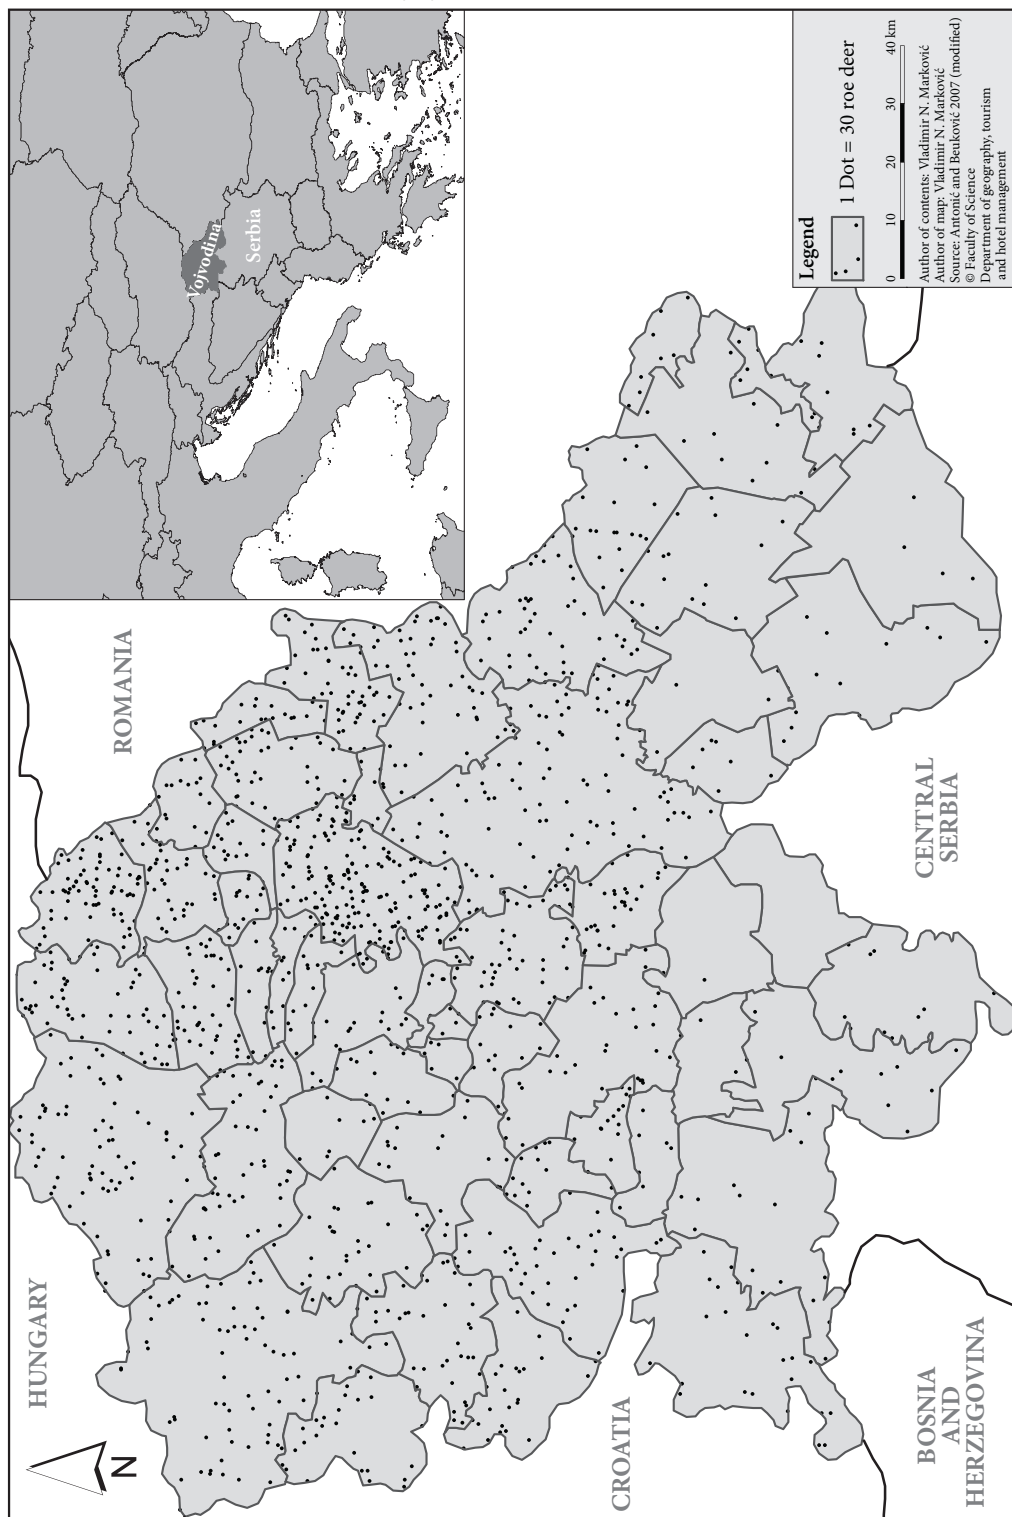 HUNGARY
ROMANIA
CROATIA
BOSNIA
AND
HERZEGOVINA
CENTRAL
SERBIA
N
Vojvodina
Serbia
Legend
1 Dot = 30 roe deer
0 10 20 30 40 km
Author of contents: Vladimir N. Marković
Author of map: Vladimir N. Marković
Source: Antonić and Beuković 2007 (modified)
© Faculty of Science
Department of geography, tourism
and hotel management